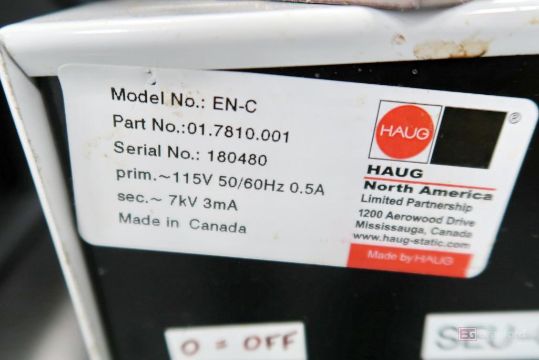 Model No.: EN-C
Part No.:01.7810.001
Serial No.: 180480
prim.~115V 50/60Hz 0.5A
sec.~ 7kV 3mA
Made in Canada
HAUG
®
HAUG
North America
Limited Partnership
1200 Aerowood Drive
Mississauga, Canada
www.haug-static.com
Made by HAUG
0 = OFF